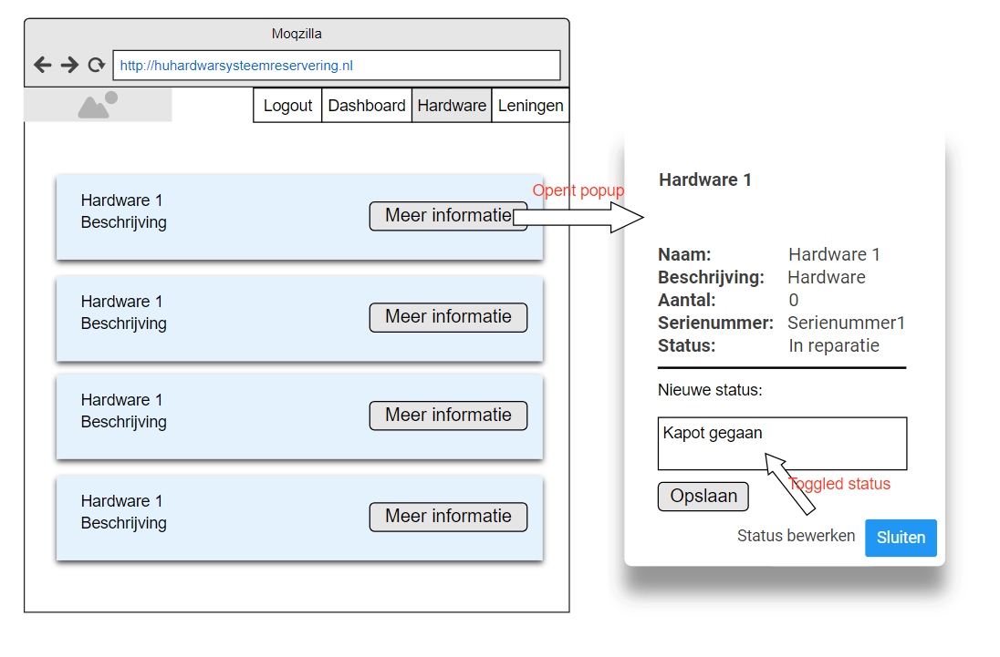 Moqzilla
http://huhardwarsysteemreservering.nl
Logout Dashboard Hardware Leningen
Hardware 1
Beschrijving
Meer informatie
Hardware 1
Beschrijving
Meer informatie
Hardware 1
Beschrijving
Meer informatie
Hardware 1
Beschrijving
Meer informatie
Opent popup
Hardware 1
Naam: Hardware 1
Beschrijving: Hardware
Aantal: 0
Serienummer: Serienummer1
Status: In reparatie
Nieuwe status:
Kapot gegaan
Toggled status
Opslaan
Status bewerken Sluiten